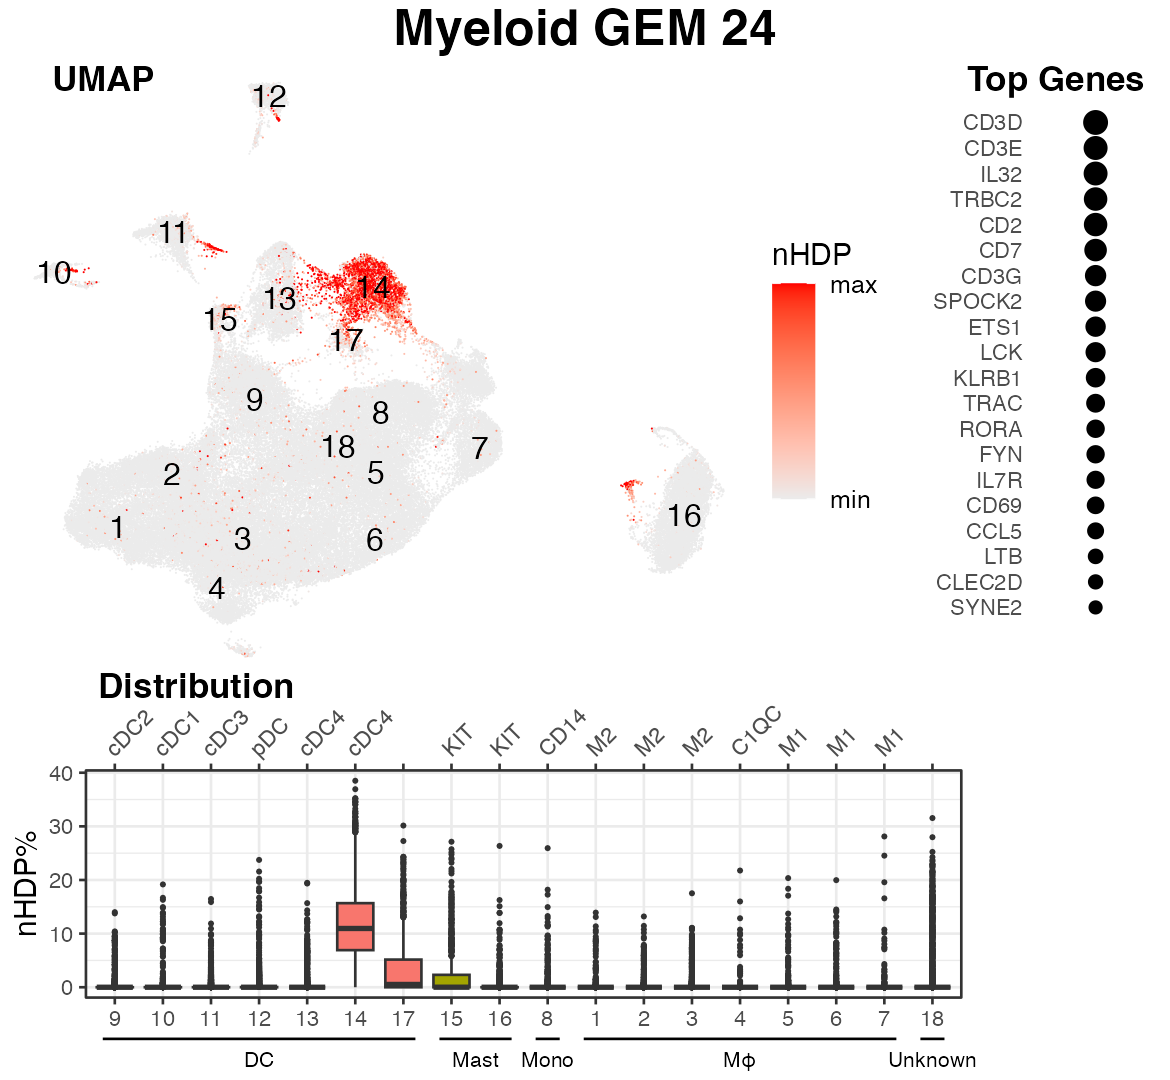 Myeloid GEM 24
UMAP
12
11
10
13
14
15
17
9
8
18
7
2
5
1
3
6
16
4
nHDP
max
min
Top Genes
CD3D
CD3E
IL32
TRBC2
CD2
CD7
CD3G
SPOCK2
ETS1
LCK
KLRB1
TRAC
RORA
FYN
IL7R
CD69
CCL5
LTB
CLEC2D
SYNE2
Distribution
cDC2 cDC1 cDC3 pDC cDC4 cDC4 KIT KIT CD14 M2 M2 M2 C1QC M1 M1 M1
nHDP%
40
30
20
10
0
9 10 11 12 13 14 17 15 16 8 1 2 3 4 5 6 7 18
DC Mast Mono Mφ Unknown